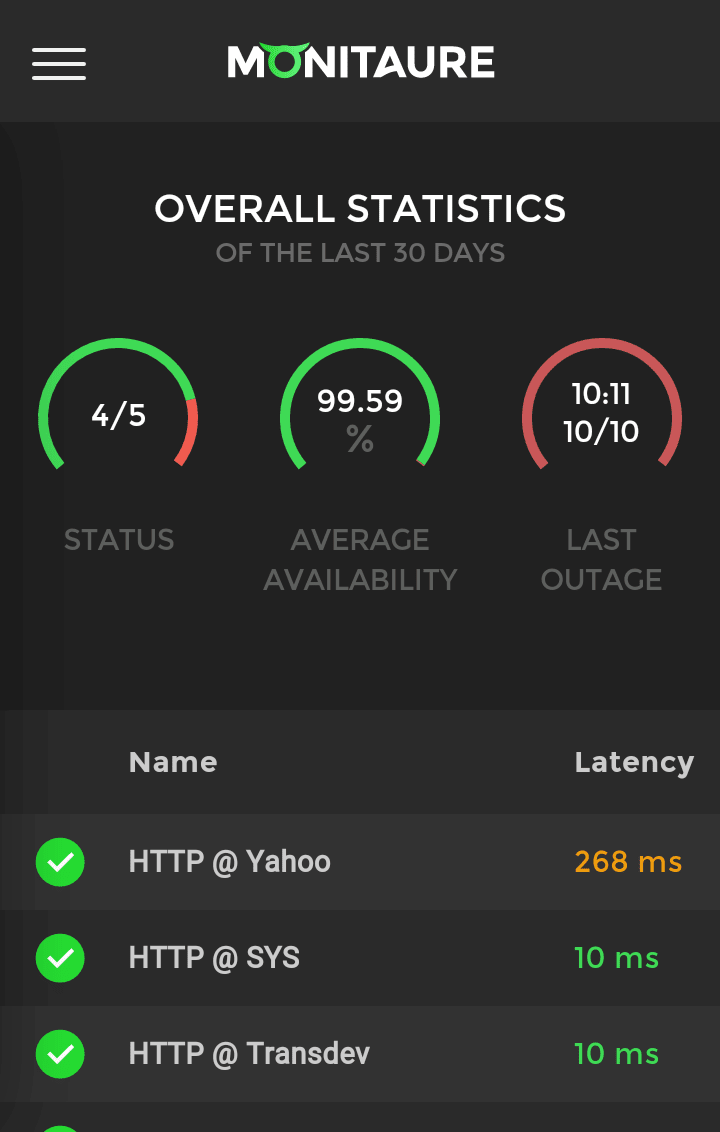 MONITAURE
OVERALL STATISTICS
OF THE LAST 30 DAYS
4/5
STATUS
99.59
%
AVERAGE
AVAILABILITY
10:11
10/10
LAST
OUTAGE
Name Latency
HTTP @ Yahoo 268 ms
HTTP @ SYS 10 ms
HTTP @ Transdev 10 ms